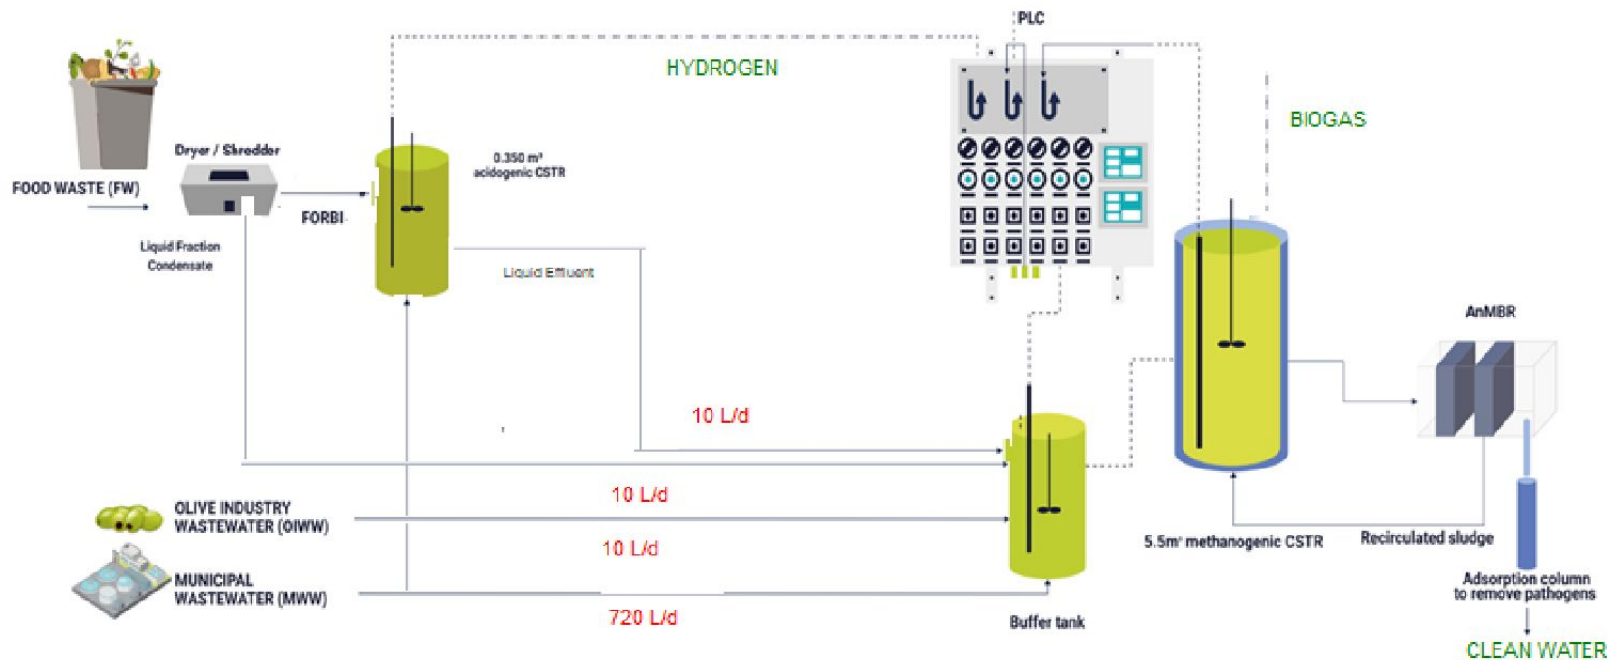 PLC
HYDROGEN
BIOGAS
Dryer / Shredder
0.350 m³
acidogenic CSTR
FOOD WASTE (FW)
FORBI
Liquid Fraction
Condensate
Liquid Effluent
AnMBR
10 L/d
10 L/d
OLIVE INDUSTRY
WASTEWATER (OIWW)
10 L/d
5.5m³ methanogenic CSTR
Recirculated sludge
MUNICIPAL
WASTEWATER (MWW)
Adsorption column
to remove pathogens
720 L/d
Buffer tank
CLEAN WATER